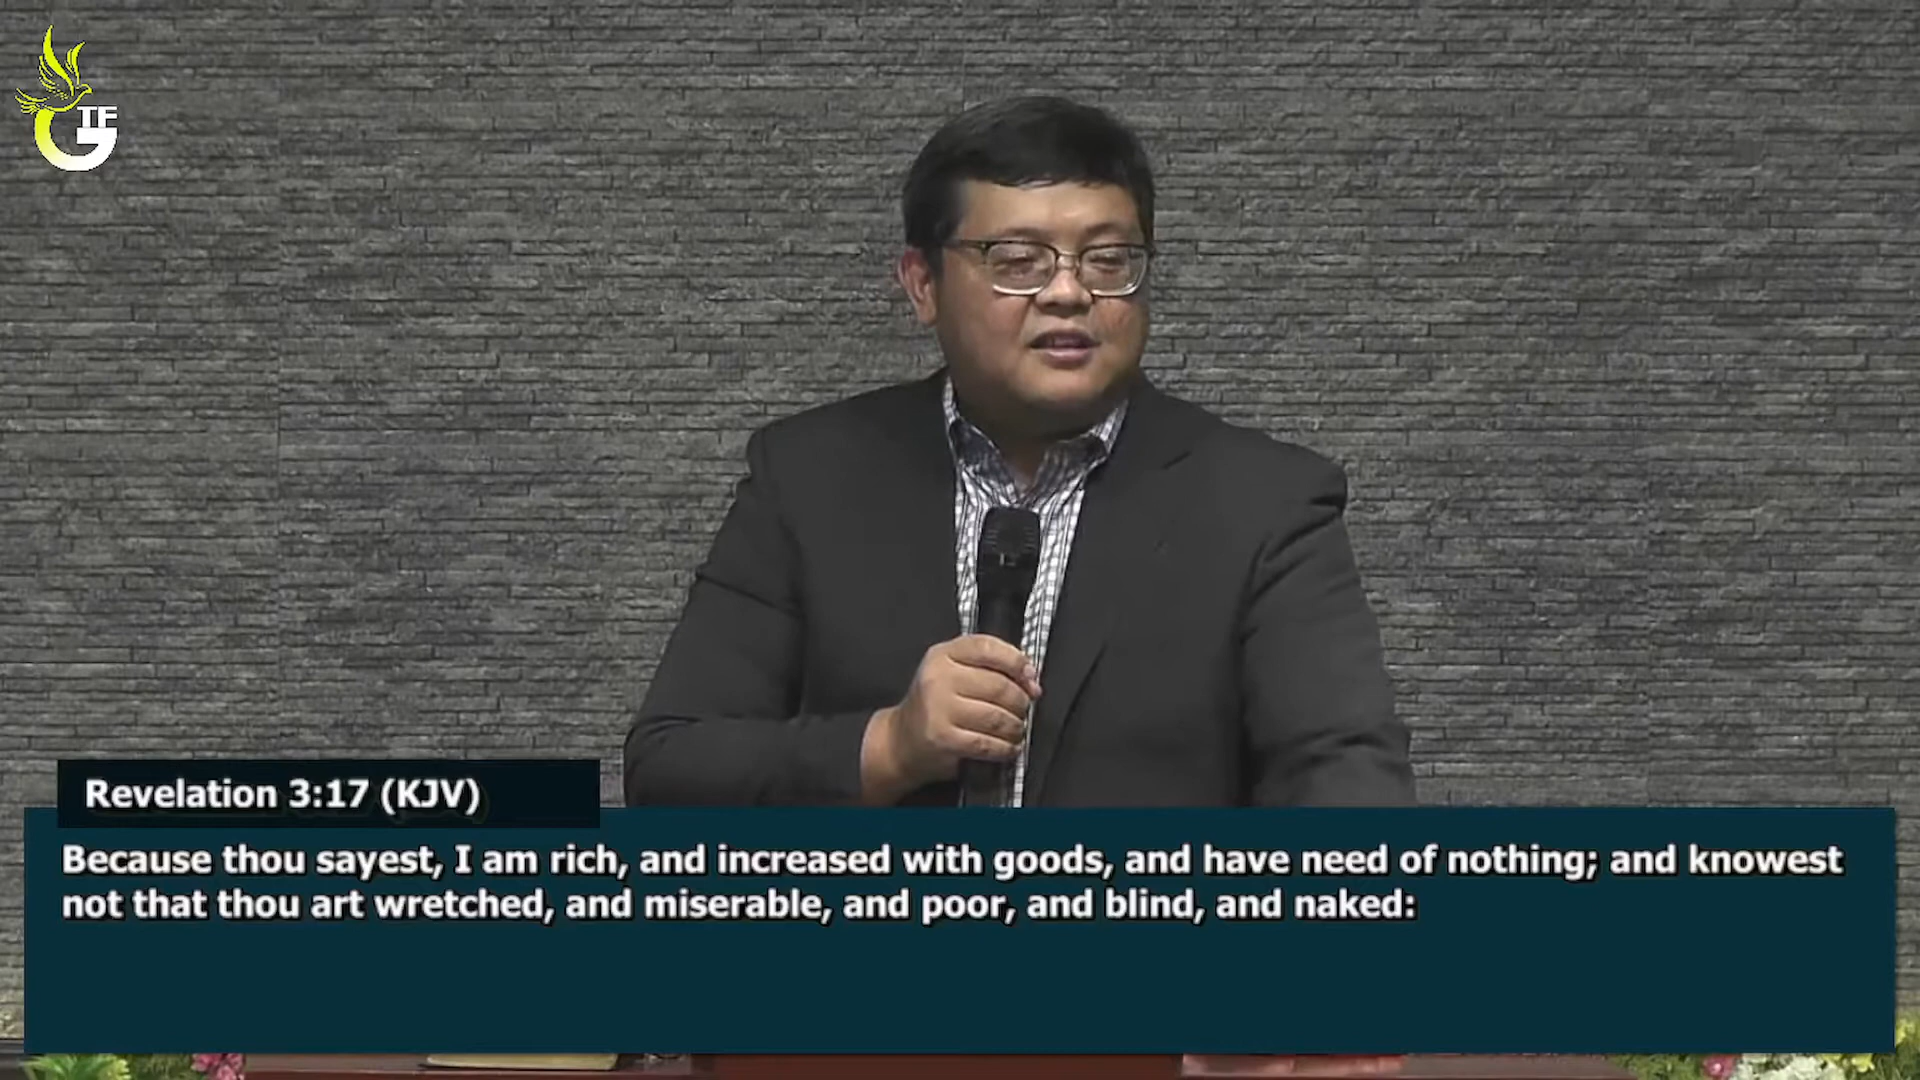 GTF
Revelation 3:17 (KJV)
Because thou sayest, I am rich, and increased with goods, and have need of nothing; and knowest
not that thou art wretched, and miserable, and poor, and blind, and naked: